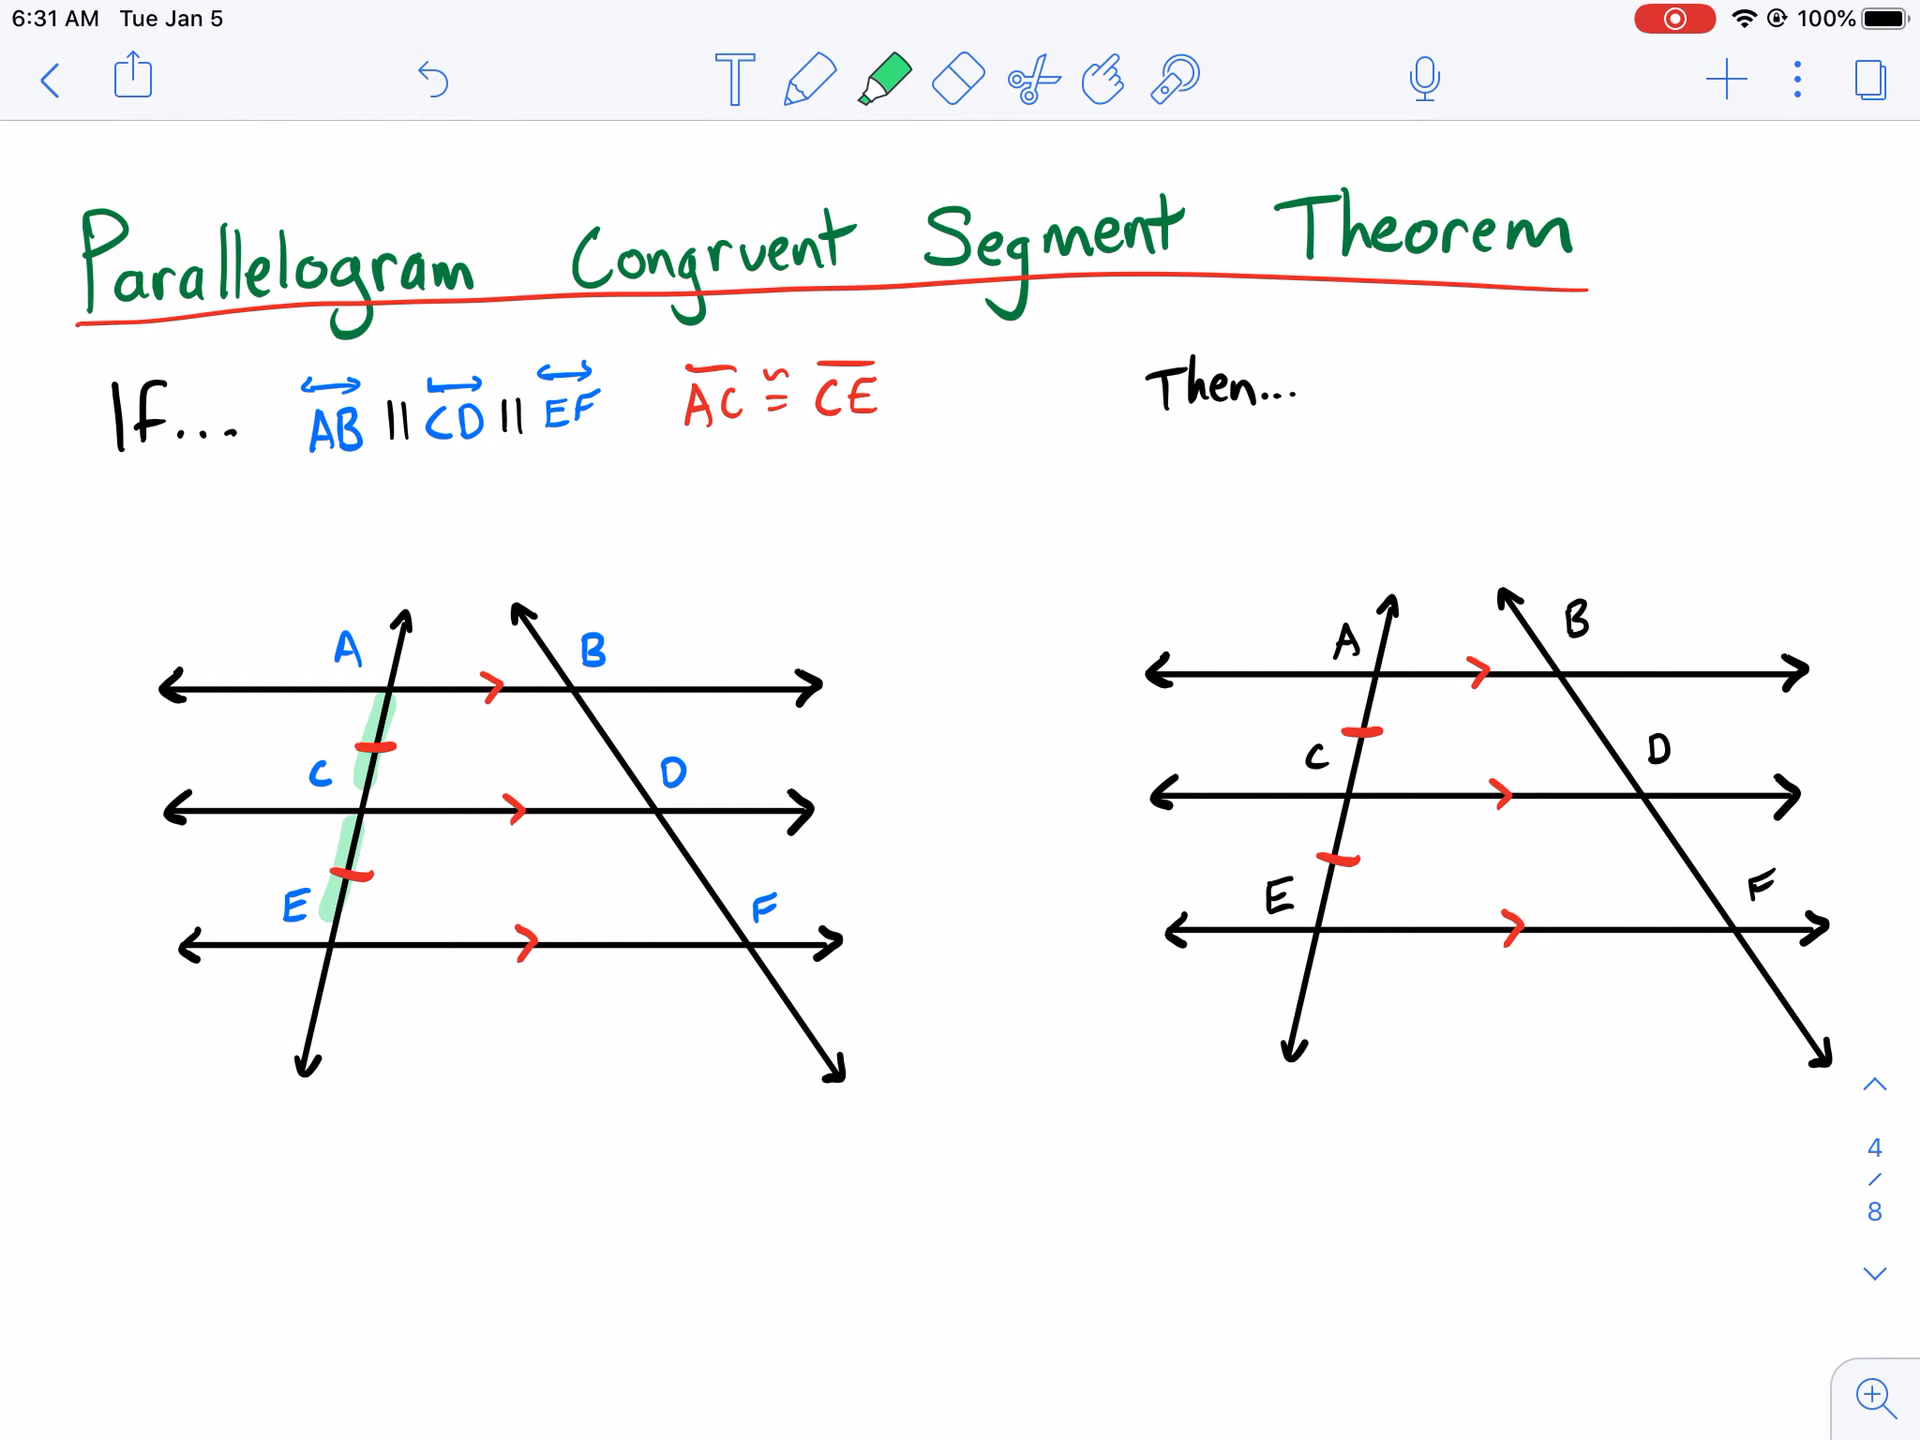 6:31 AM Tue Jan 5 100%
T
Parallelogram Congruent Segment Theorem
If... AB || CD || EF AC ≅ CE Then...
A B A B
C D C D
E F E F
4
/
8